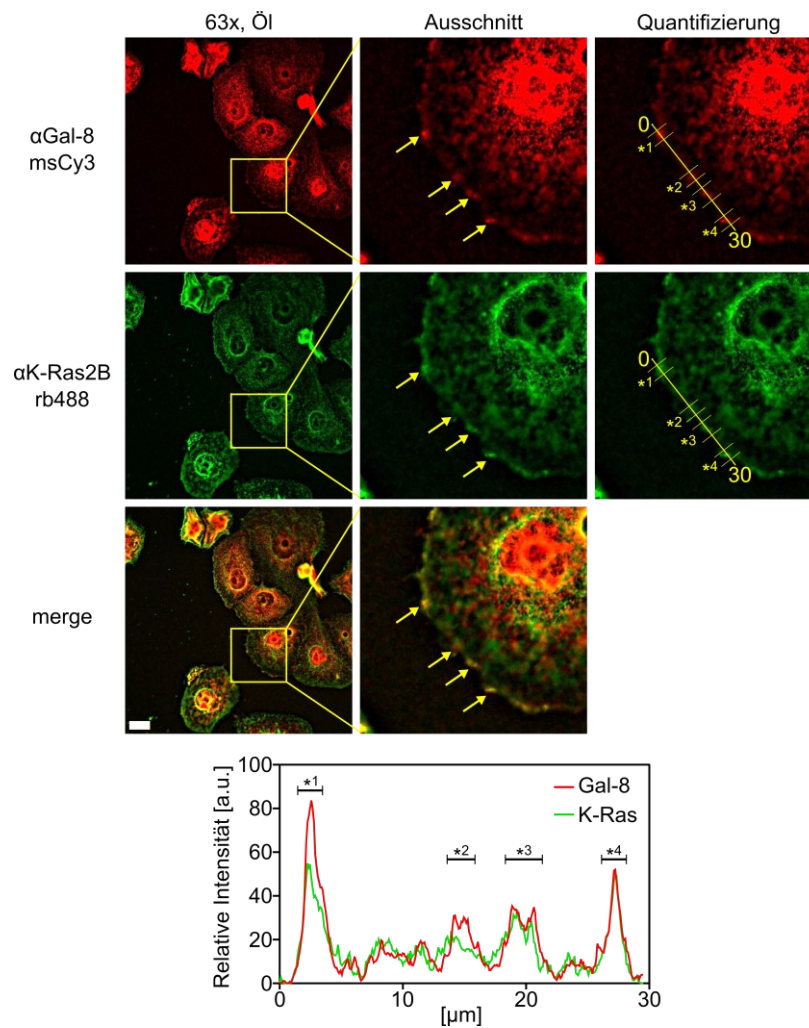 63x, Öl
Ausschnitt
Quantifizierung
αGal-8
msCy3
0
*1
*2
*3
*4
30
αK-Ras2B
rb488
0
*1
*2
*3
*4
30
merge
100
80
60
40
20
0
Relative Intensität [a.u.]
*1
*2
*3
*4
Gal-8
K-Ras
0
10
20
30
[µm]